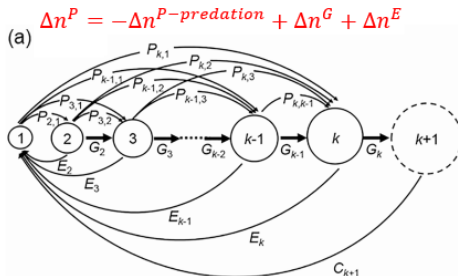 Δn^P = −Δn^{P−predation} + Δn^G + Δn^E
(a)
P_{k,1}
P_{k,2}
P_{k-1,1}
P_{k,3}
P_{k-1,2}
P_{3,1}
P_{k-1,3}
P_{k,k-1}
P_{2,1}
P_{3,2}
1
2
3
k-1
k
k+1
G_2
G_3
G_{k-2}
G_{k-1}
G_k
E_2
E_3
E_{k-1}
E_k
C_{k+1}